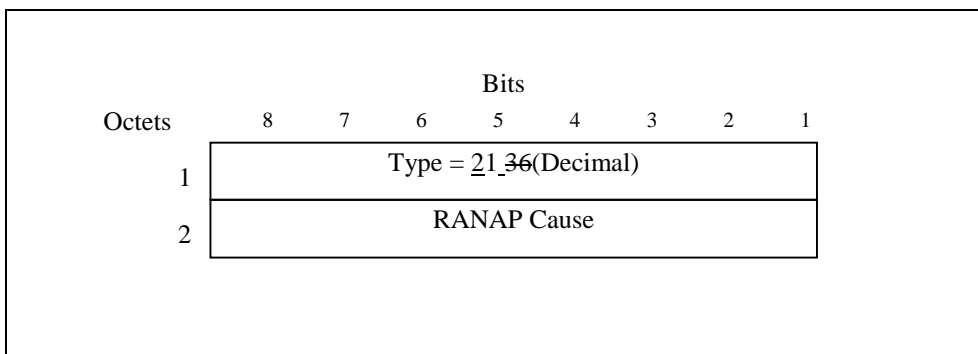 Bits
Octets 8 7 6 5 4 3 2 1
1 Type = 21 36(Decimal)
2 RANAP Cause